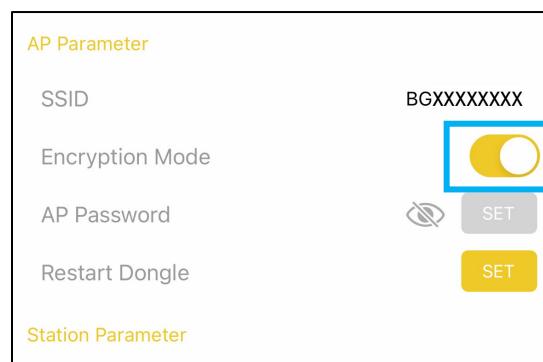 AP Parameter
SSID BGXXXXXXXX
Encryption Mode
AP Password SET
Restart Dongle SET
Station Parameter